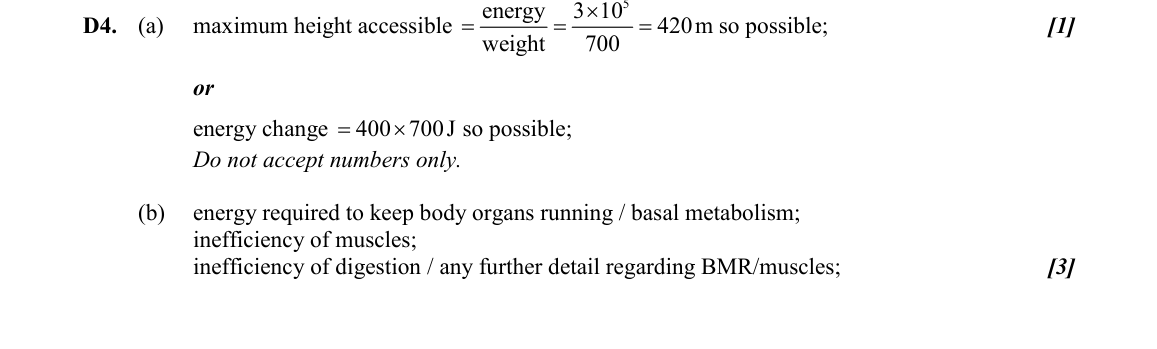 D4. (a) maximum height accessible = energy/weight = 3×10⁵/700 = 420 m so possible; [1]
or
energy change = 400×700 J so possible;
Do not accept numbers only.
(b) energy required to keep body organs running / basal metabolism;
inefficiency of muscles;
inefficiency of digestion / any further detail regarding BMR/muscles; [3]